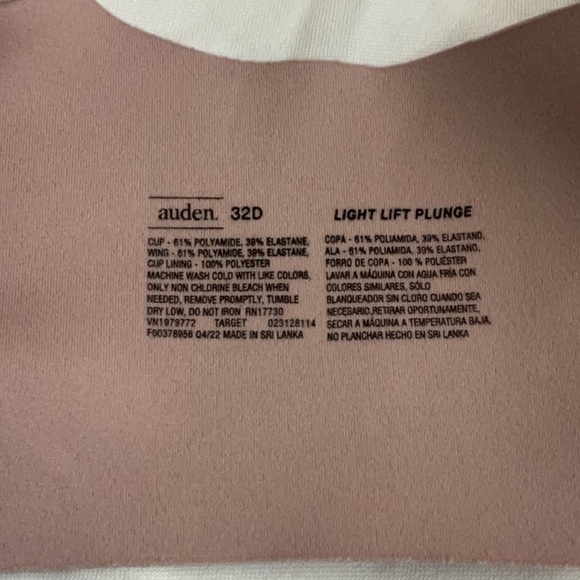 auden. 32D
CUP - 61% POLYAMIDE, 39% ELASTANE,
WING - 61% POLYAMIDE, 39% ELASTANE,
CUP LINING - 100% POLYESTER
MACHINE WASH COLD WITH LIKE COLORS,
ONLY NON CHLORINE BLEACH WHEN
NEEDED, REMOVE PROMPTLY, TUMBLE
DRY LOW, DO NOT IRON RN17730
VN1979772 TARGET 023128114
F00378956 04/22 MADE IN SRI LANKA
LIGHT LIFT PLUNGE
COPA - 61% POLIAMIDA, 39% ELASTANO,
ALA - 61% POLIAMIDA, 39% ELASTANO,
FORRO DE COPA - 100 % POLIÉSTER
LAVAR A MÁQUINA CON AGUA FRÍA CON
COLORES SIMILARES, SÓLO
BLANQUEADOR SIN CLORO CUANDO SEA
NECESARIO,RETIRAR OPORTUNAMENTE,
SECAR A MÁQUINA A TEMPERATURA BAJA,
NO PLANCHAR HECHO EN SRI LANKA